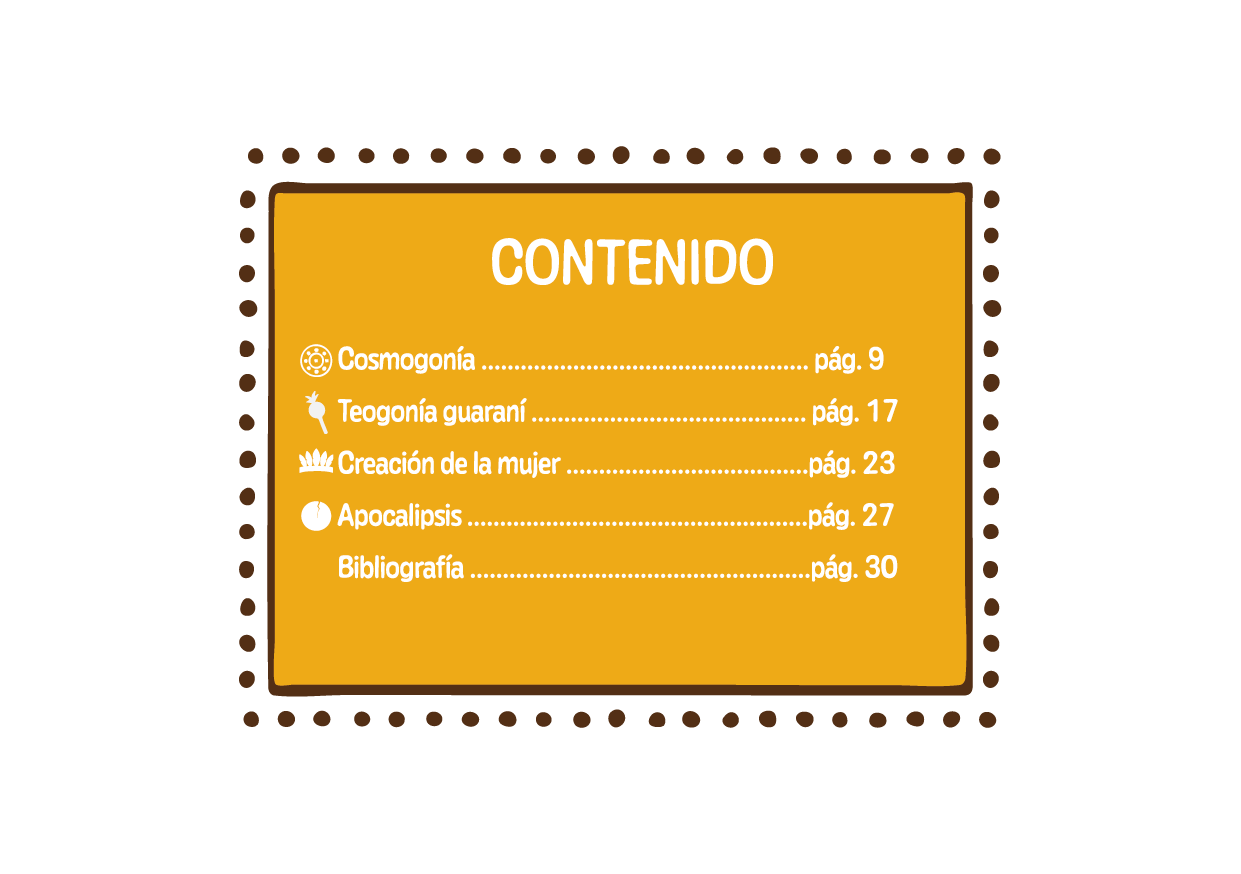 CONTENIDO
Cosmogonía .................................................. pág. 9
Teogonía guaraní .......................................... pág. 17
Creación de la mujer .....................................pág. 23
Apocalipsis ....................................................pág. 27
Bibliografía ....................................................pág. 30